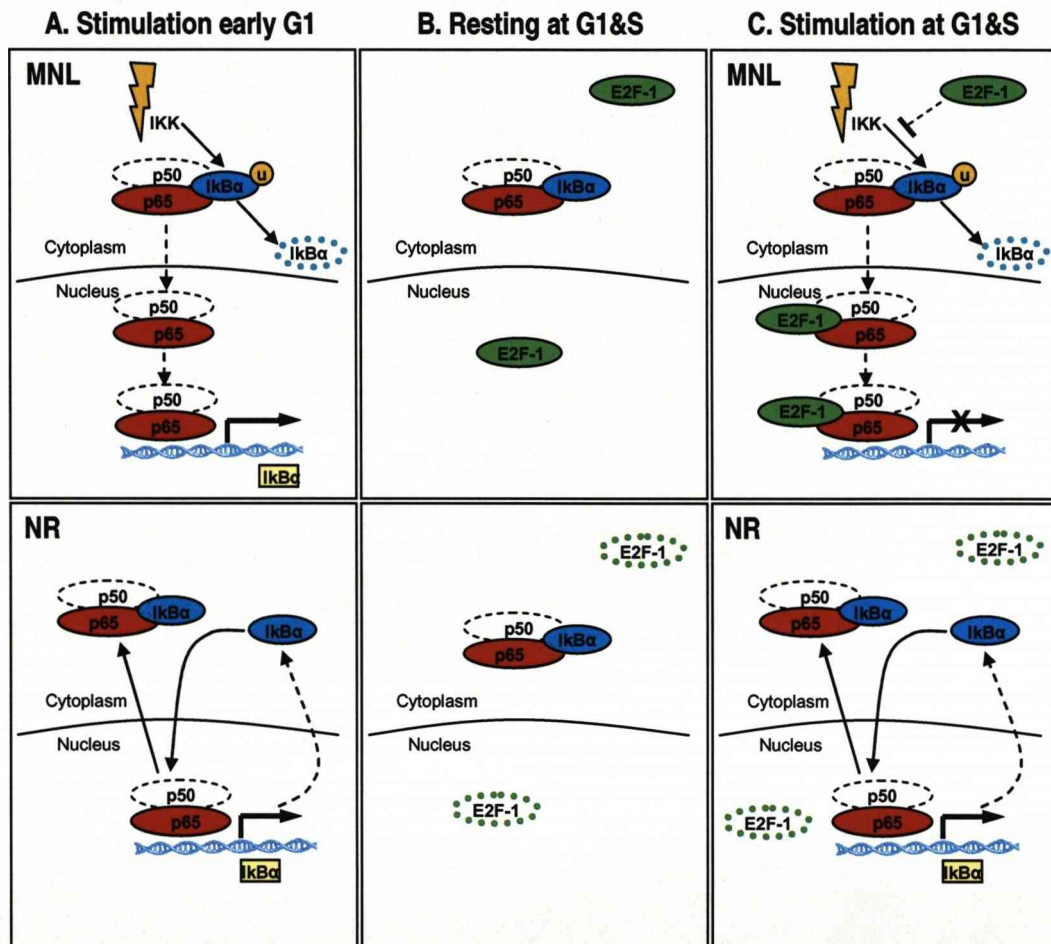 A. Stimulation early G1
B. Resting at G1&S
C. Stimulation at G1&S
MNL
IKK
p50
p65
IkBα
u
IkBα
Cytoplasm
Nucleus
p50
p65
p50
p65
IkBα
E2F-1
p50
p65
IkBα
Cytoplasm
Nucleus
E2F-1
MNL
IKK
E2F-1
p50
p65
IkBα
u
IkBα
Cytoplasm
Nucleus
p50
E2F-1
p65
p50
E2F-1
p65
X
NR
p50
p65
IkBα
IkBα
Cytoplasm
Nucleus
p50
p65
IkBα
E2F-1
p50
p65
IkBα
Cytoplasm
Nucleus
E2F-1
NR
E2F-1
p50
p65
IkBα
IkBα
Cytoplasm
Nucleus
p50
E2F-1
p65
IkBα